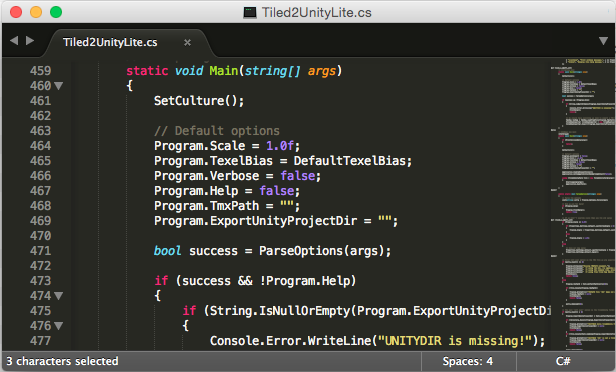 Tiled2UnityLite.cs
Tiled2UnityLite.cs ×
459 static void Main(string[] args)
460 {
461 SetCulture();
462
463 // Default options
464 Program.Scale = 1.0f;
465 Program.TexelBias = DefaultTexelBias;
466 Program.Verbose = false;
467 Program.Help = false;
468 Program.TmxPath = "";
469 Program.ExportUnityProjectDir = "";
470
471 bool success = ParseOptions(args);
472
473 if (success && !Program.Help)
474 {
475 if (String.IsNullOrEmpty(Program.ExportUnityProjectDi
476 {
477 Console.Error.WriteLine("UNITYDIR is missing!");
3 characters selected Spaces: 4 C#